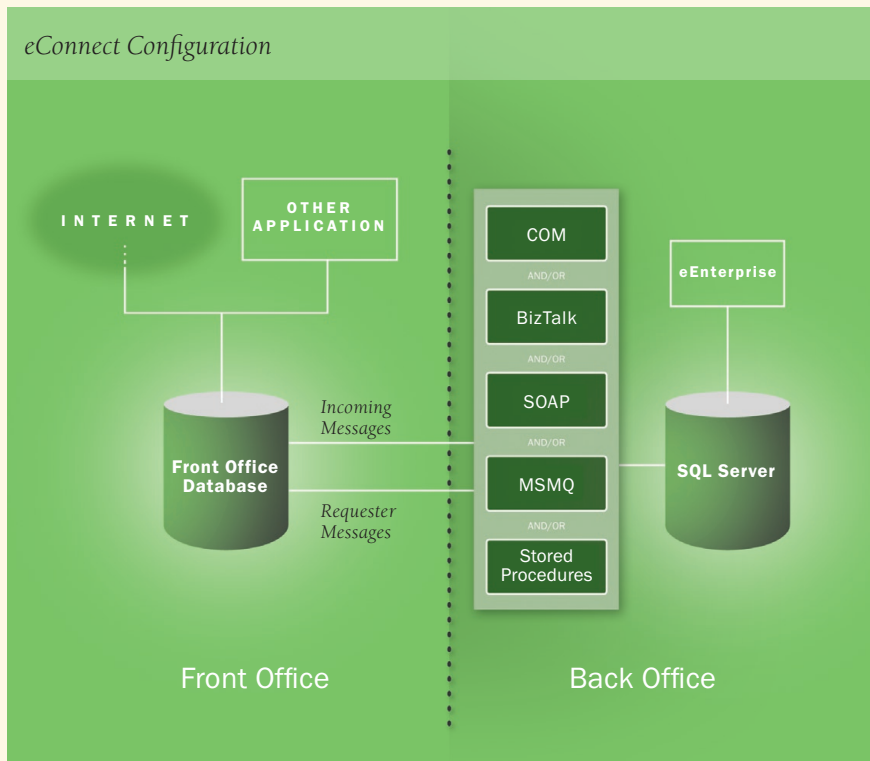 eConnect Configuration
INTERNET
OTHER
APPLICATION
Front Office
Database
Incoming
Messages
Requester
Messages
COM
AND/OR
BizTalk
AND/OR
SOAP
AND/OR
MSMQ
AND/OR
Stored
Procedures
eEnterprise
SQL Server
Front Office
Back Office